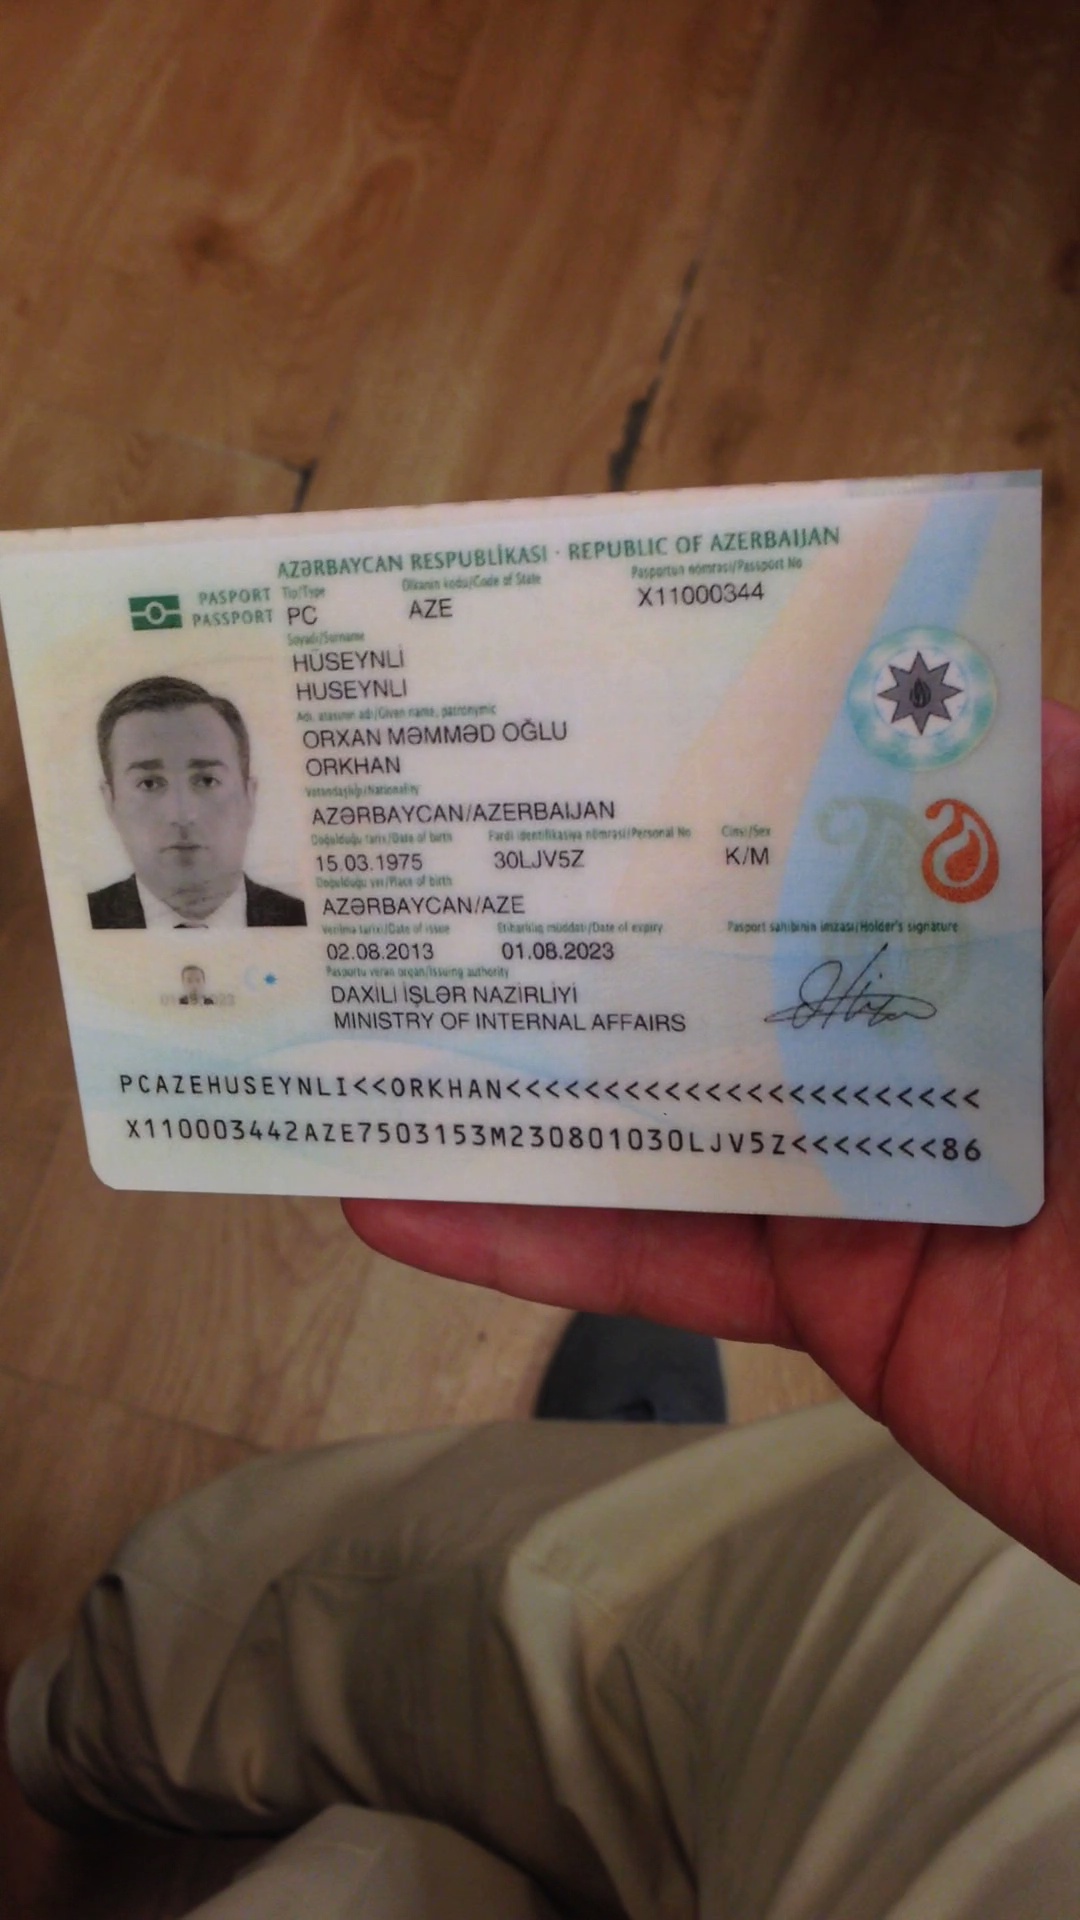 AZƏRBAYCAN RESPUBLİKASI · REPUBLIC OF AZERBAIJAN
PASPORT
PASSPORT
Tip/Type
PC
Ölkənin kodu/Code of State
AZE
Pasportun nömrəsi/Passport No
X11000344
Soyadı/Surname
HÜSEYNLİ
HUSEYNLI
Adı, atasının adı/Given name, patronymic
ORXAN MƏMMƏD OĞLU
ORKHAN
Vətəndaşlığı/Nationality
AZƏRBAYCAN/AZERBAIJAN
Doğulduğu tarix/Date of birth Fərdi identifikasiya nömrəsi/Personal No Cinsi/Sex
15.03.1975 30LJV5Z K/M
Doğulduğu yer/Place of birth
AZƏRBAYCAN/AZE
Verilmə tarixi/Date of issue Etibarlılıq müddəti/Date of expiry Pasport sahibinin imzası/Holder's signature
02.08.2013 01.08.2023
Pasportu verən orqan/Issuing authority
DAXILI İŞLƏR NAZİRLİYİ
MINISTRY OF INTERNAL AFFAIRS
PCAZEHUSEYNLI<<ORKHAN<<<<<<<<<<<<<<<<<<<<<<<
X110003442AZE7503153M230801030LJV5Z<<<<<<<86